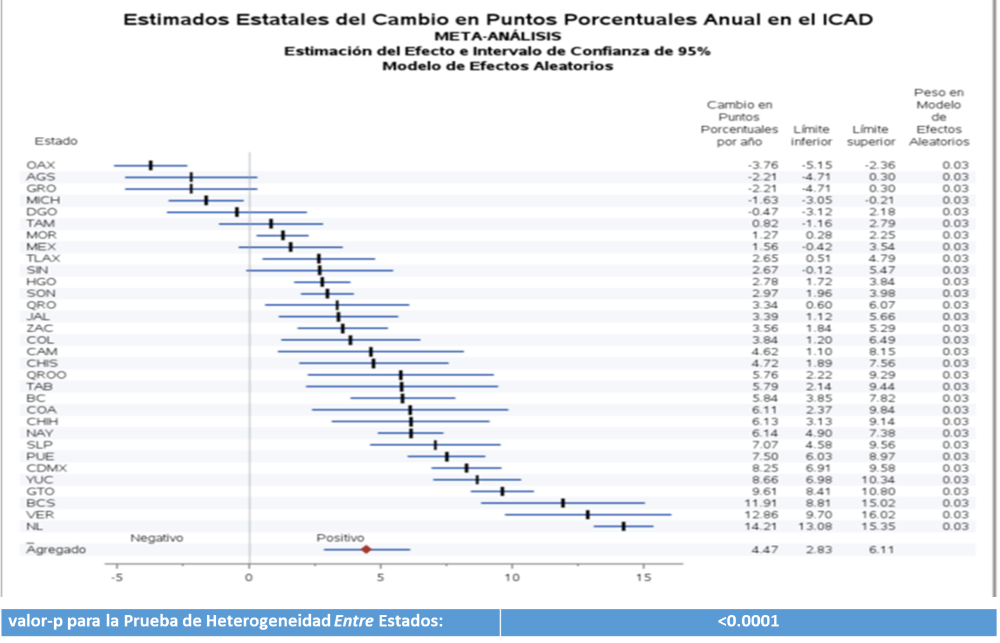 Estimados Estatales del Cambio en Puntos Porcentuales Anual en el ICAD
META-ANÁLISIS
Estimación del Efecto e Intervalo de Confianza de 95%
Modelo de Efectos Aleatorios
Estado
Cambio en
Puntos
Porcentuales
por año
Límite
inferior
Límite
superior
Peso en
Modelo
de
Efectos
Aleatorios
OAX -3.76 -5.15 -2.36 0.03
AGS -2.21 -4.71 0.30 0.03
GRO -2.21 -4.71 0.30 0.03
MICH -1.63 -3.05 -0.21 0.03
DGO -0.47 -3.12 2.18 0.03
TAM 0.82 -1.16 2.79 0.03
MOR 1.27 0.28 2.25 0.03
MEX 1.56 -0.42 3.54 0.03
TLAX 2.65 0.51 4.79 0.03
SIN 2.67 -0.12 5.47 0.03
HGO 2.78 1.72 3.84 0.03
SON 2.97 1.96 3.98 0.03
QRO 3.34 0.60 6.07 0.03
JAL 3.39 1.12 5.66 0.03
ZAC 3.56 1.84 5.29 0.03
COL 3.84 1.20 6.49 0.03
CAM 4.62 1.10 8.15 0.03
CHIS 4.72 1.89 7.56 0.03
QROO 5.76 2.22 9.29 0.03
TAB 5.79 2.14 9.44 0.03
BC 5.84 3.85 7.82 0.03
COA 6.11 2.37 9.84 0.03
CHIH 6.13 3.13 9.14 0.03
NAY 6.14 4.90 7.38 0.03
SLP 7.07 4.58 9.56 0.03
PUE 7.50 6.03 8.97 0.03
CDMX 8.25 6.91 9.58 0.03
YUC 8.66 6.98 10.34 0.03
GTO 9.61 8.41 10.80 0.03
BCS 11.91 8.81 15.02 0.03
VER 12.86 9.70 16.02 0.03
NL 14.21 13.08 15.35 0.03
_ Negativo Positivo
Agregado 4.47 2.83 6.11
-5 0 5 10 15
valor-p para la Prueba de Heterogeneidad Entre Estados: <0.0001